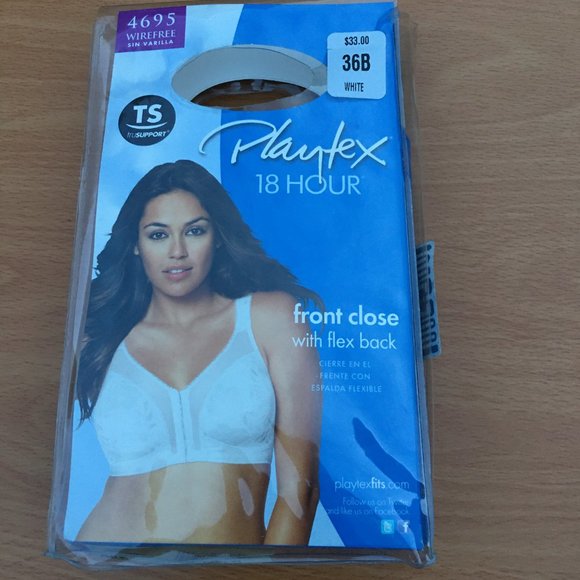 4695
WIREFREE
SIN VARILLA
$33.00
36B
WHITE
TS
truSUPPORT
Playtex
18 HOUR
front close
with flex back
CIERRE EN EL
FRENTE CON
ESPALDA FLEXIBLE
playtexfits.com
Follow us on Twitter
and like us on Facebook.